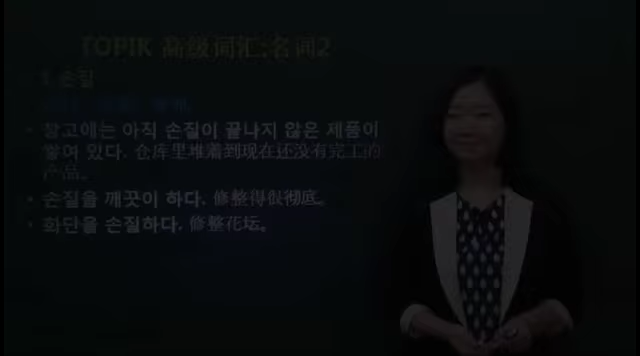 TOPIK 高级词汇:名词2
손질
창고에는 아직 손질이 끝나지 않은 제품이
쌓여 있다. 仓库里堆着到现在还没有完工的
产品。
손질을 깨끗이 하다. 修整得很彻底。
화단을 손질하다. 修整花坛。